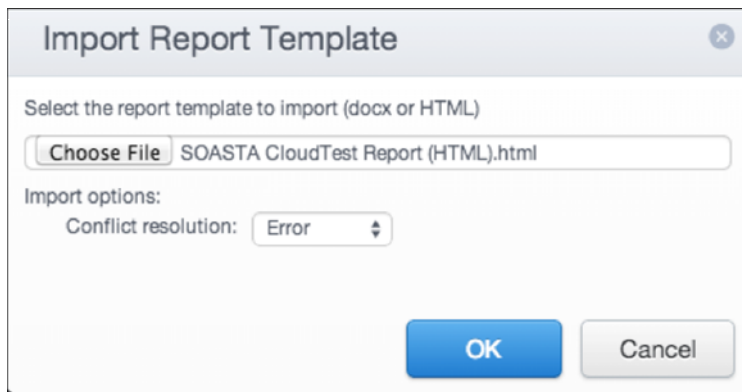 Import Report Template
Select the report template to import (docx or HTML)
Choose File SOASTA CloudTest Report (HTML).html
Import options:
Conflict resolution: Error
OK Cancel